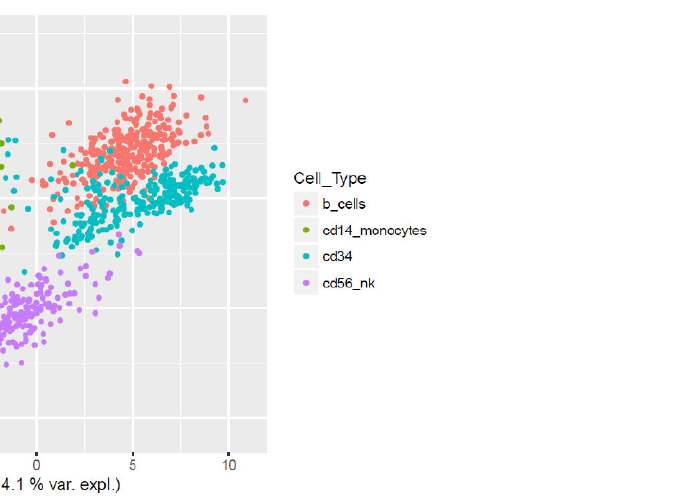 Cell_Type
b_cells
cd14_monocytes
cd34
cd56_nk
0 5 10
4.1 % var. expl.)